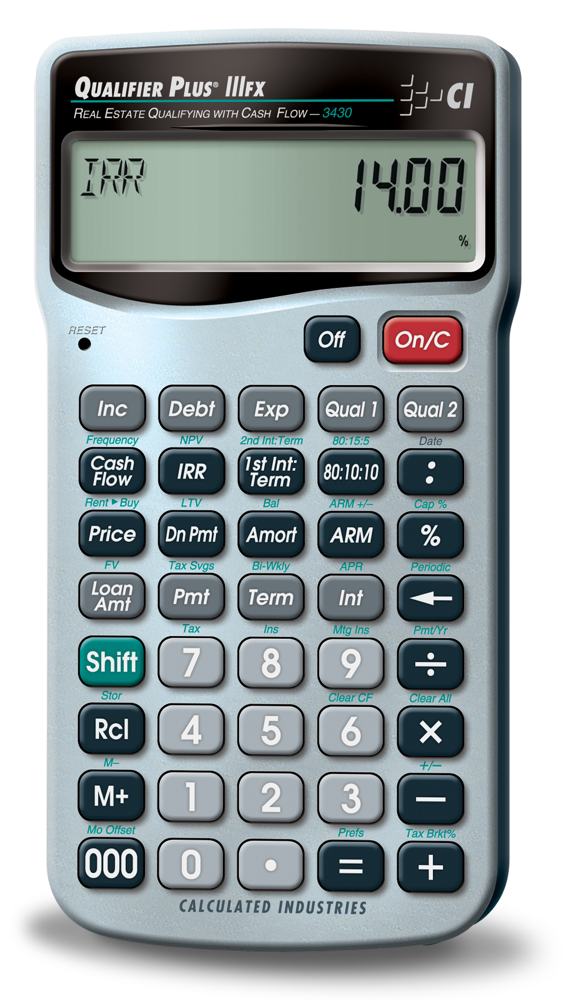 QUALIFIER PLUS® IIIFX
CI
REAL ESTATE QUALIFYING WITH CASH FLOW — 3430
IRR 14.00
%
RESET
Off On/C
Inc Debt Exp Qual 1 Qual 2
Frequency NPV 2nd Int:Term 80:15:5 Date
Cash Flow IRR 1st Int: Term 80:10:10 :
Rent ▸ Buy LTV Bal ARM +/– Cap %
Price Dn Pmt Amort ARM %
FV Tax Svgs Bi-Wkly APR Periodic
Loan Amt Pmt Term Int ←
Tax Ins Mtg Ins Pmt/Yr
Shift 7 8 9 ÷
Stor Clear CF Clear All
Rcl 4 5 6 ×
M– +/–
M+ 1 2 3 –
Mo Offset Prefs Tax Brkt%
000 0 • = +
CALCULATED INDUSTRIES